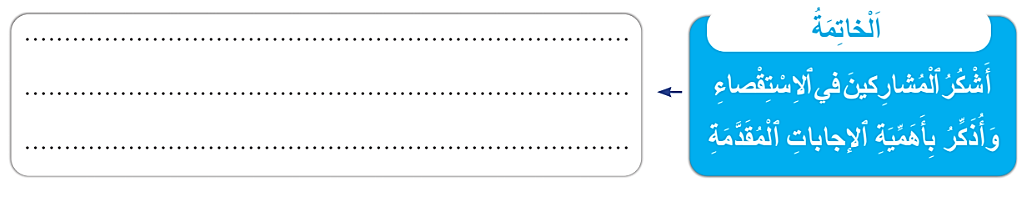 اَلْخاتِمَةُ
أَشْكُرُ ٱلْمُشارِكينَ في ٱلِاسْتِقْصاءِ
وَأُذَكِّرُ بِأَهَمِّيَةِ ٱلإجاباتِ ٱلْمُقَدَّمَةِ